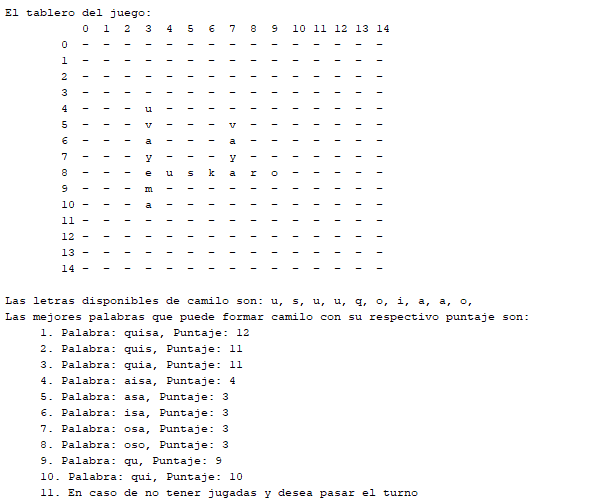 El tablero del juego:
0 1 2 3 4 5 6 7 8 9 10 11 12 13 14
0 - - - - - - - - - - - - - - -
1 - - - - - - - - - - - - - - -
2 - - - - - - - - - - - - - - -
3 - - - - - - - - - - - - - - -
4 - - - u - - - - - - - - - - -
5 - - - v - - - v - - - - - - -
6 - - - a - - - a - - - - - - -
7 - - - y - - - y - - - - - - -
8 - - - e u s k a r o - - - - -
9 - - - m - - - - - - - - - - -
10 - - - a - - - - - - - - - - -
11 - - - - - - - - - - - - - - -
12 - - - - - - - - - - - - - - -
13 - - - - - - - - - - - - - - -
14 - - - - - - - - - - - - - - -
Las letras disponibles de camilo son: u, s, u, u, q, o, i, a, a, o,
Las mejores palabras que puede formar camilo con su respectivo puntaje son:
1. Palabra: quisa, Puntaje: 12
2. Palabra: quis, Puntaje: 11
3. Palabra: quia, Puntaje: 11
4. Palabra: aisa, Puntaje: 4
5. Palabra: asa, Puntaje: 3
6. Palabra: isa, Puntaje: 3
7. Palabra: osa, Puntaje: 3
8. Palabra: oso, Puntaje: 3
9. Palabra: qu, Puntaje: 9
10. Palabra: qui, Puntaje: 10
11. En caso de no tener jugadas y desea pasar el turno